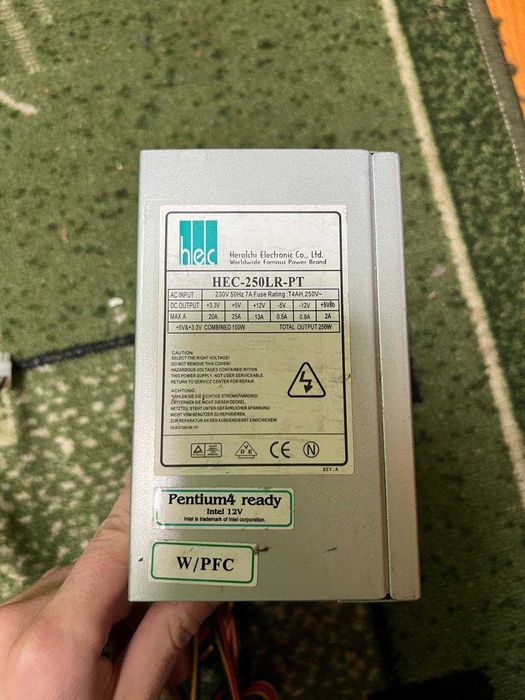 hec
HeroIchi Electronic Co., Ltd.
Worldwide Famous Power Brand
HEC-250LR-PT
AC INPUT 230V 50Hz 7A Fuse Rating :T4AH,250V~
DC OUTPUT +3.3V +5V +12V -5V -12V +5Vsb
MAX.A 20A 25A 13A 0.5A 0.8A 2A
+5V&+3.3V COMBINED 150W TOTAL OUTPUT 250W
CAUTION:
SELECT THE RIGHT VOLTAGE!
DO NOT REMOVE THIS COVER!
HAZARDOUS VOLTAGES CONTAINED WITHIN
THIS POWER SUPPLY, NOT USER SERVICEABLE.
RETURN TO SERVICE CENTER FOR REPAIR.
ACHTUNG:
WÄHLEN SIE DIE RICHTIGE STROMSPANNUNG!
ENTFERNEN SIE NICHT DIESEN DECKEL,
NETZTEIL STEHT UNTER GEFÄHRLICHER SPANNUNG!
NICHT VOM BENUTZER ZU REPARIEREN.
ZUR REPARATUR AN DEN KUNDENDIENST EINSCHICKEN!
VDE CE N
REV:A
Pentium4 ready
Intel 12V
Intel is trademark of Intel corporation.
W/PFC